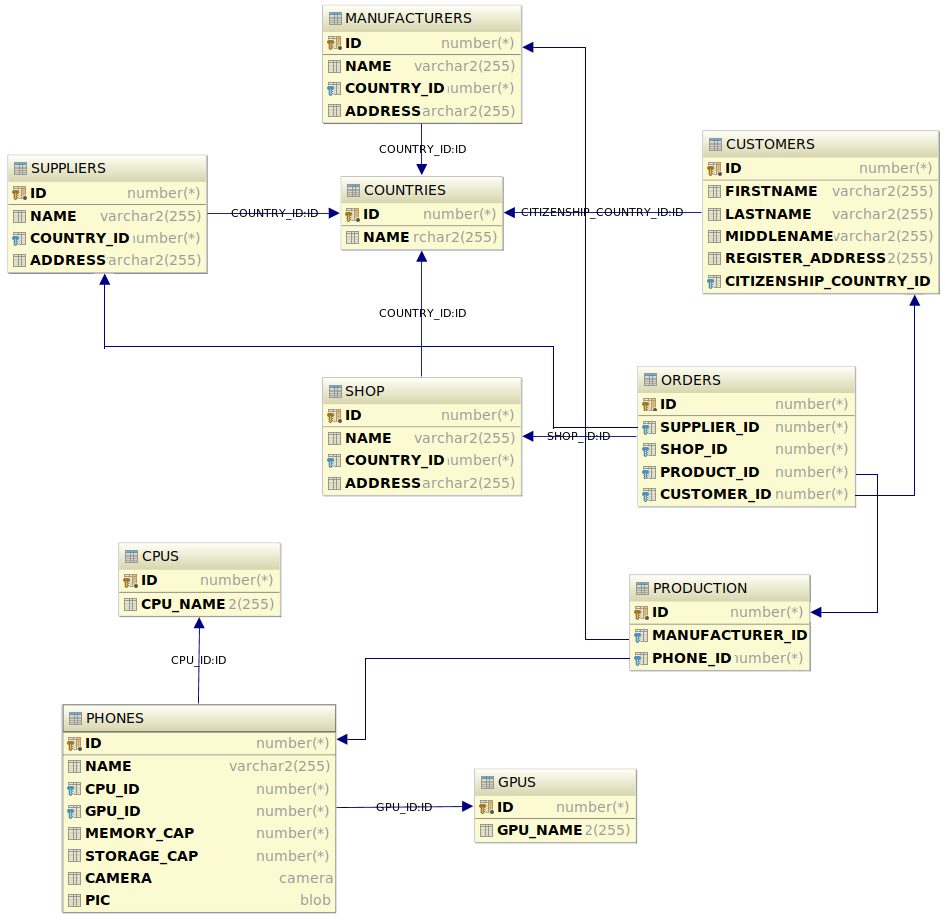 MANUFACTURERS
ID number(*)
NAME varchar2(255)
COUNTRY_ID number(*)
ADDRESS archar2(255)
COUNTRY_ID:ID
SUPPLIERS
ID number(*)
NAME varchar2(255)
COUNTRY_ID number(*)
ADDRESS archar2(255)
COUNTRY_ID:ID
COUNTRIES
ID number(*)
NAME rchar2(255)
CITIZENSHIP_COUNTRY_ID:ID
CUSTOMERS
ID number(*)
FIRSTNAME varchar2(255)
LASTNAME varchar2(255)
MIDDLENAME varchar2(255)
REGISTER_ADDRESS 2(255)
CITIZENSHIP_COUNTRY_ID
COUNTRY_ID:ID
SHOP
ID number(*)
NAME varchar2(255)
COUNTRY_ID number(*)
ADDRESS archar2(255)
SHOP_ID:ID
ORDERS
ID number(*)
SUPPLIER_ID number(*)
SHOP_ID number(*)
PRODUCT_ID number(*)
CUSTOMER_ID number(*)
CPUS
ID number(*)
CPU_NAME 2(255)
CPU_ID:ID
PRODUCTION
ID number(*)
MANUFACTURER_ID
PHONE_ID number(*)
PHONES
ID number(*)
NAME varchar2(255)
CPU_ID number(*)
GPU_ID number(*)
MEMORY_CAP number(*)
STORAGE_CAP number(*)
CAMERA camera
PIC blob
GPU_ID:ID
GPUS
ID number(*)
GPU_NAME 2(255)